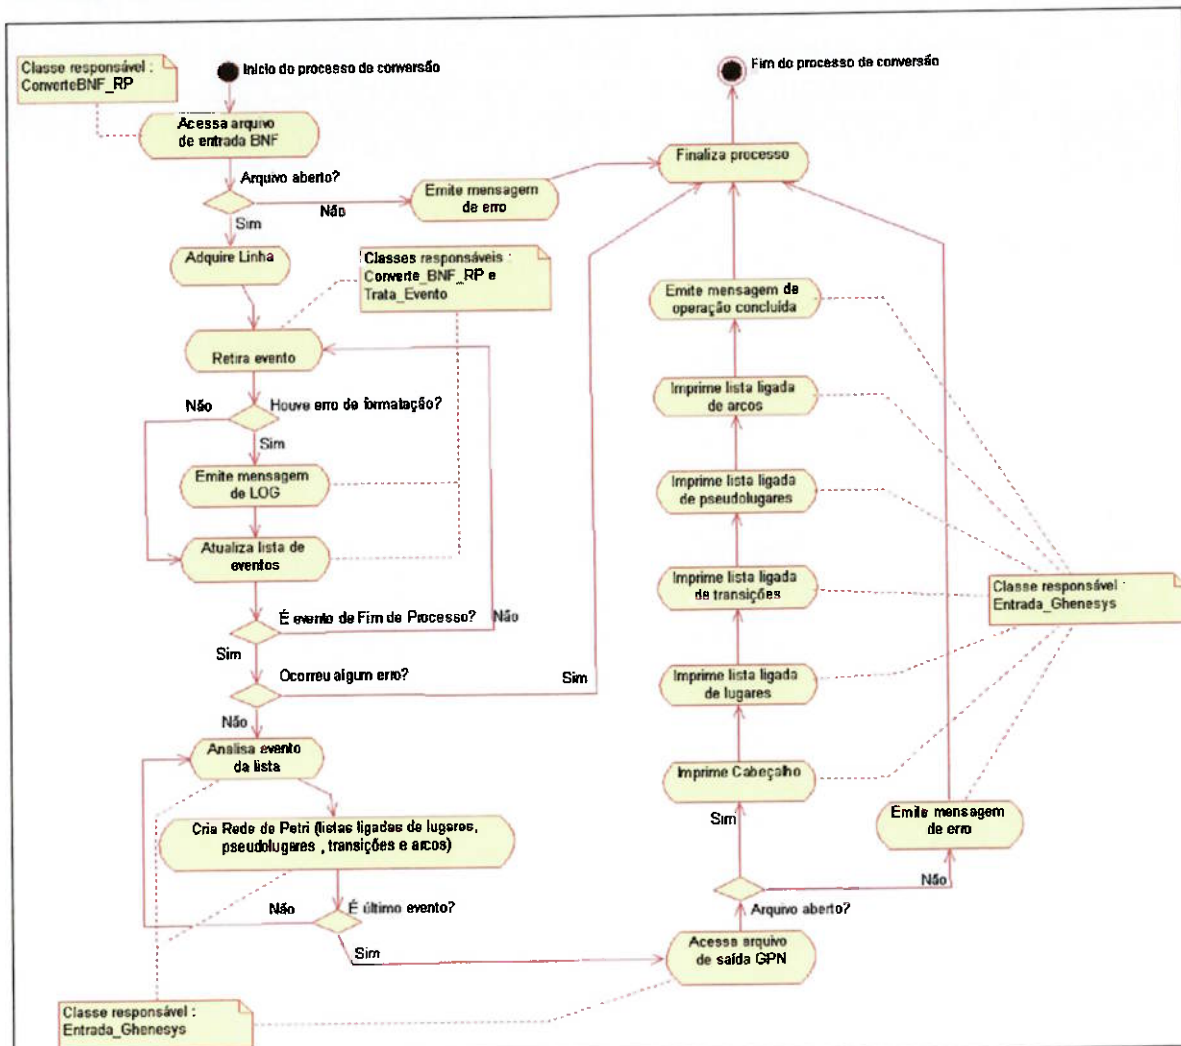 Classe responsável :
ConverteBNF_RP
Inicio do processo de conversão
Acessa arquivo
de entrada BNF
Arquivo aberto?
Não
Sim
Emite mensagem
de erro
Adquire Linha
Classes responsáveis :
Converte_BNF_RP e
Trata_Evento
Retira evento
Não
Houve erro de formatação?
Sim
Emite mensagem
de LOG
Atualiza lista de
eventos
É evento de Fim de Processo?
Não
Sim
Ocorreu algum erro?
Sim
Não
Analisa evento
da lista
Cria Rede de Petri (listas ligadas de lugares,
pseudolugares , transições e arcos)
Não
É último evento?
Sim
Classe responsável :
Entrada_Ghenesys
Fim do processo de conversão
Finaliza processo
Emite mensagem de
operação concluída
Imprime lista ligada
de arcos
Imprime lista ligada
de pseudolugares
Imprime lista ligada
de transições
Imprime lista ligada
de lugares
Imprime Cabeçalho
Sim
Classe responsável :
Entrada_Ghenesys
Emite mensagem
de erro
Não
Arquivo aberto?
Acessa arquivo
de saída GPN